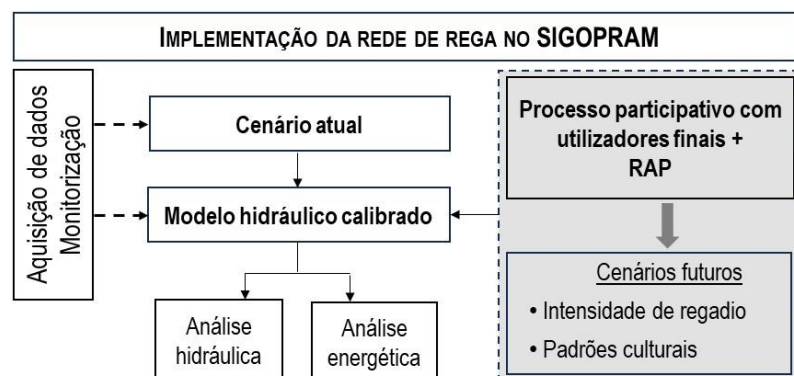 IMPLEMENTAÇÃO DA REDE DE REGA NO SIGOPRAM
Aquisição de dados
Monitorização
Cenário atual
Modelo hidráulico calibrado
Análise
hidráulica
Análise
energética
Processo participativo com
utilizadores finais +
RAP
Cenários futuros
• Intensidade de regadio
• Padrões culturais